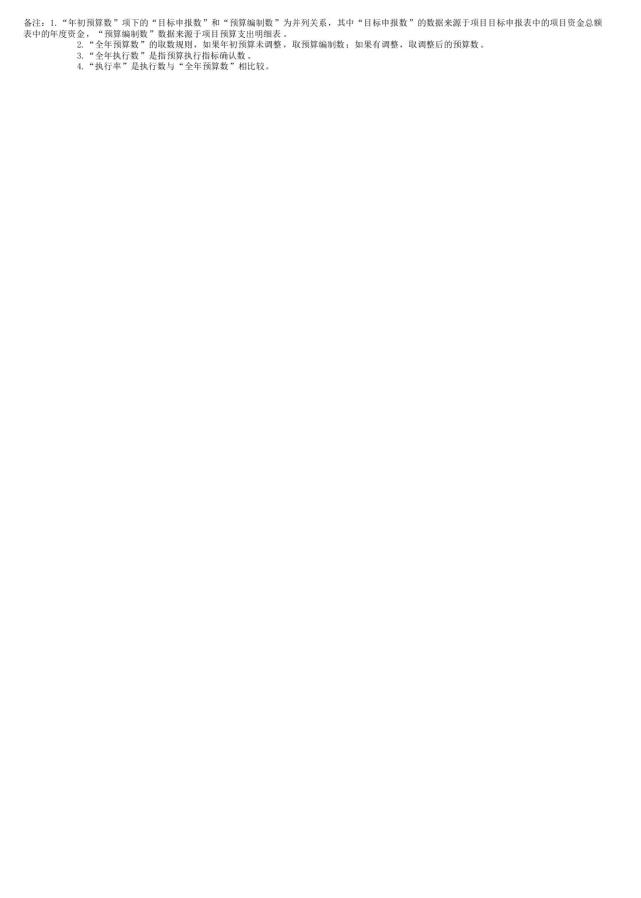 备注：1.“年初预算数”项下的“目标申报数”和“预算编制数”为并列关系，其中“目标申报数”的数据来源于项目目标申报表中的项目资金总额
表中的年度资金，“预算编制数”数据来源于项目预算支出明细表。
2.“全年预算数”的取数规则，如果年初预算未调整，取预算编制数；如果有调整，取调整后的预算数。
3.“全年执行数”是指预算执行指标确认数。
4.“执行率”是执行数与“全年预算数”相比较。